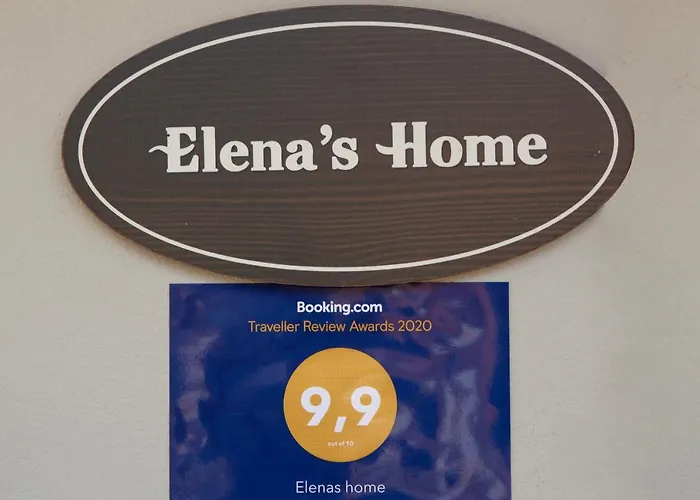 Elena's Home
Booking.com
Traveller Review Awards 2020
9,9
out of 10
Elenas home